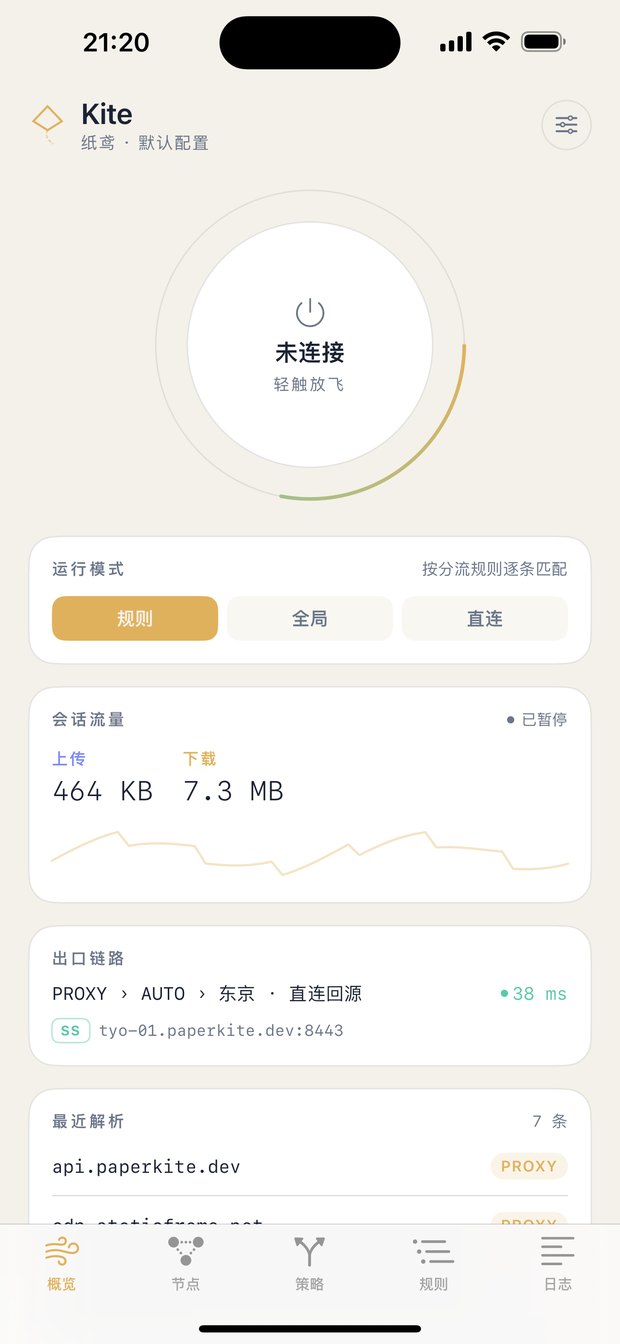 21:20
Kite
纸鸢 · 默认配置
未连接
轻触放飞
运行模式
按分流规则逐条匹配
规则 全局 直连
会话流量
已暂停
上传 下载
464 KB 7.3 MB
出口链路
PROXY › AUTO › 东京 · 直连回源
38 ms
SS tyo-01.paperkite.dev:8443
最近解析
7 条
api.paperkite.dev
PROXY
PROXY
概览 节点 策略 规则 日志